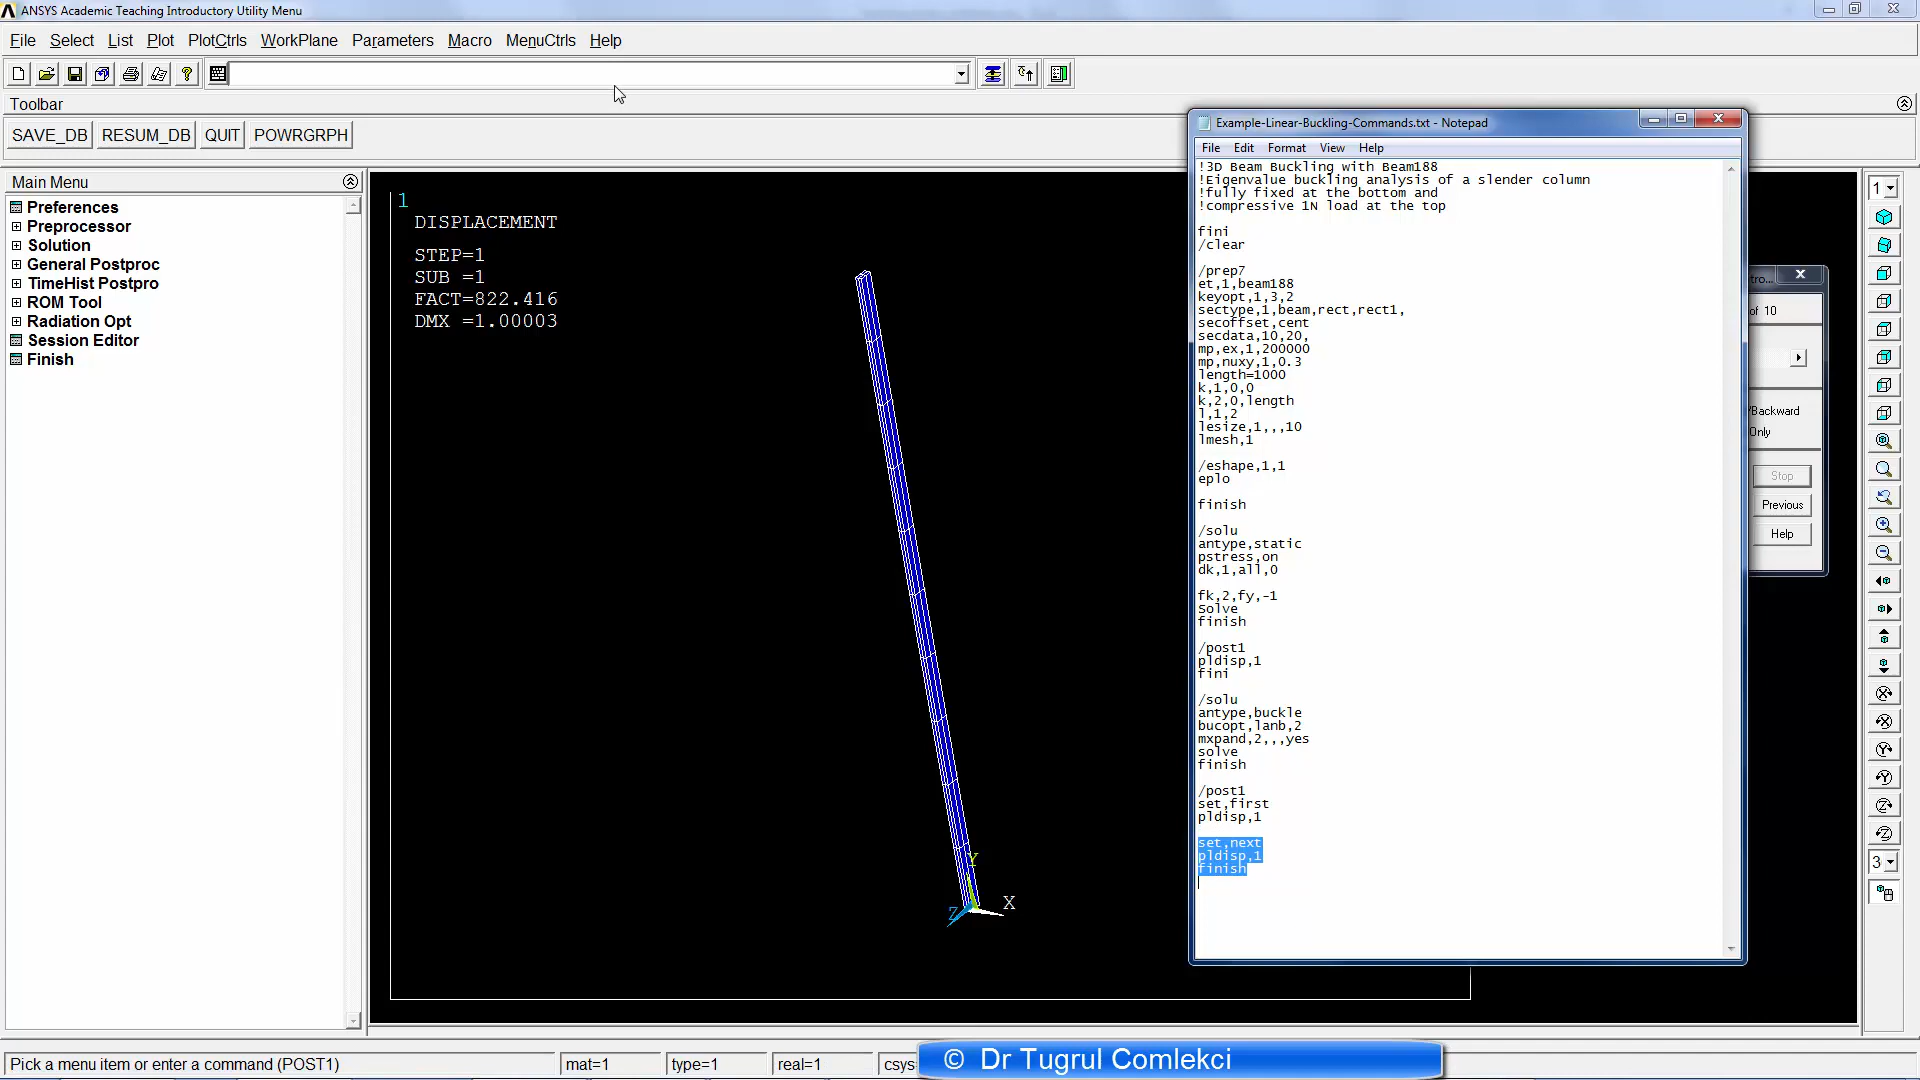 ANSYS Academic Teaching Introductory Utility Menu
File Select List Plot PlotCtrls WorkPlane Parameters Macro MenuCtrls Help
Toolbar
SAVE_DB RESUM_DB QUIT POWRGRPH
Main Menu
Preferences
Preprocessor
Solution
General Postproc
TimeHist Postpro
ROM Tool
Radiation Opt
Session Editor
Finish
1
DISPLACEMENT
STEP=1
SUB =1
FACT=822.416
DMX =1.00003
Y
Z
X
Example-Linear-Buckling-Commands.txt - Notepad
File Edit Format View Help
!3D Beam Buckling with Beam188
!Eigenvalue buckling analysis of a slender column
!fully fixed at the bottom and
!compressive 1N load at the top
fini
/clear
/prep7
et,1,beam188
keyopt,1,3,2
sectype,1,beam,rect,rect1,
secoffset,cent
secdata,10,20,
mp,ex,1,200000
mp,nuxy,1,0.3
length=1000
k,1,0,0
k,2,0,length
l,1,2
lesize,1,,,10
lmesh,1
/eshape,1,1
eplo
finish
/solu
antype,static
pstress,on
dk,1,all,0
fk,2,fy,-1
Solve
finish
/post1
pldisp,1
fini
/solu
antype,buckle
bucopt,lanb,2
mxpand,2,,,yes
solve
finish
/post1
set,first
pldisp,1
set,next
pldisp,1
finish
tro...
of 10
/Backward
Only
Stop
Previous
Help
1
3
Pick a menu item or enter a command (POST1)
mat=1
type=1
real=1
csys=
© Dr Tugrul Comlekci